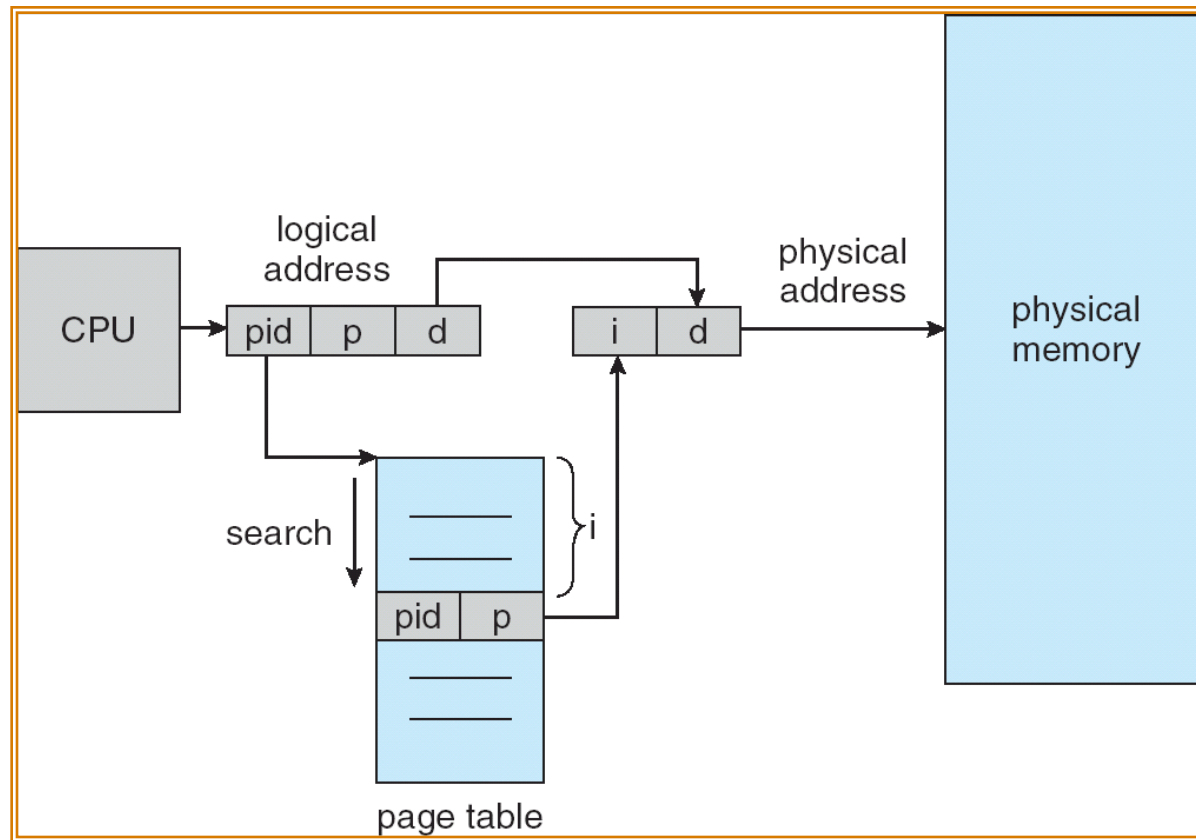 CPU
logical
address
pid p d
i d
physical
address
physical
memory
search
i
pid p
page table